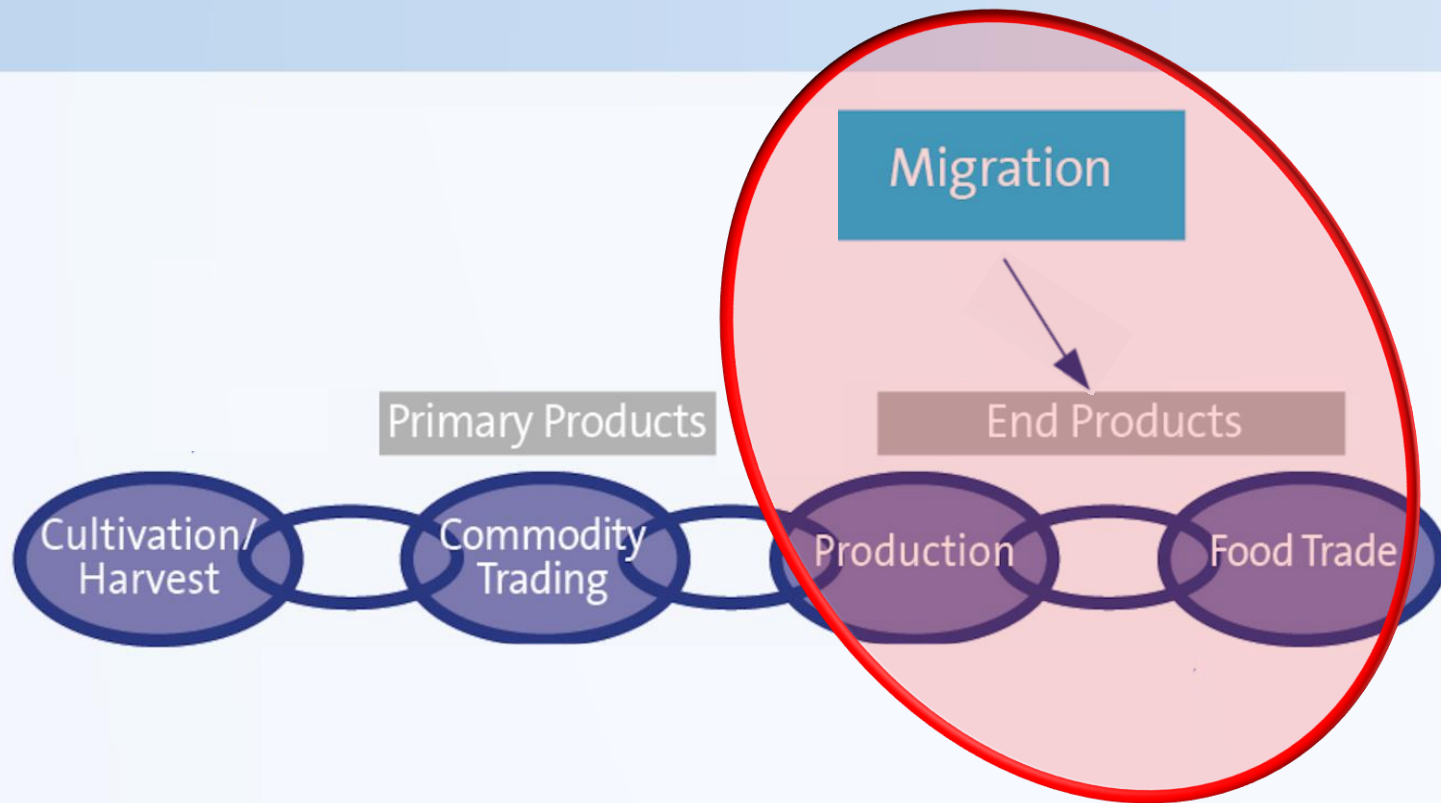 Migration
Primary Products
End Products
Cultivation/
Harvest
Commodity
Trading
Production
Food Trade